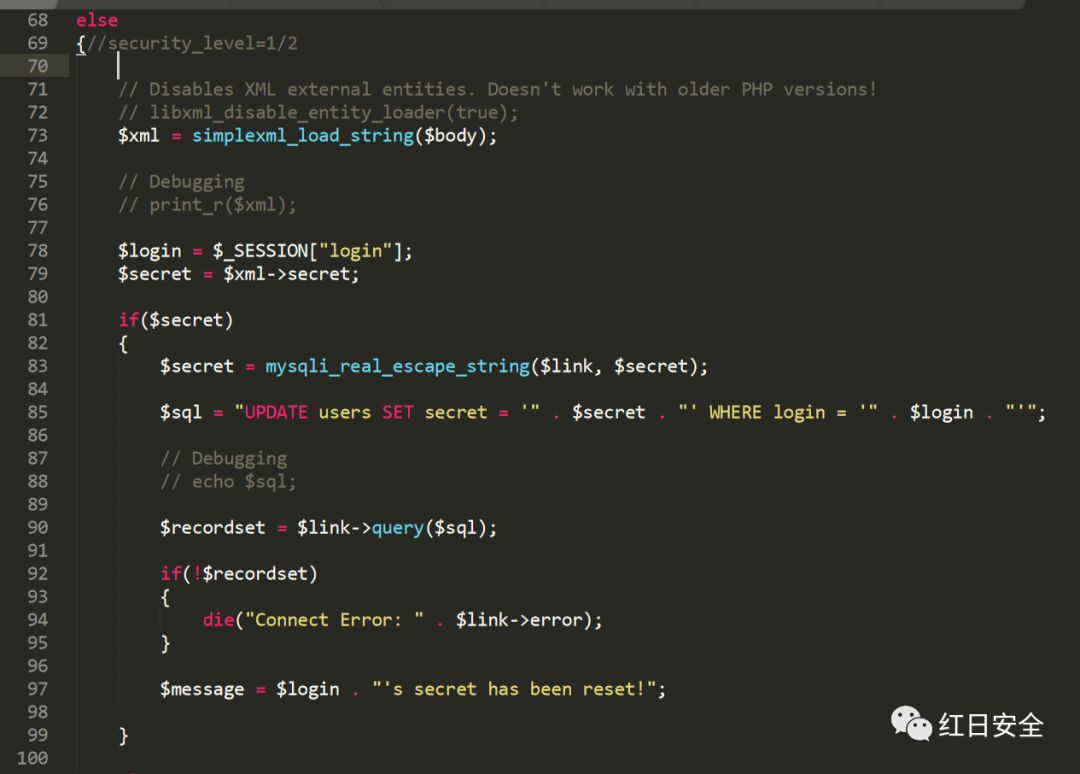 68 else
69 {//security_level=1/2
70
71 // Disables XML external entities. Doesn't work with older PHP versions!
72 // libxml_disable_entity_loader(true);
73 $xml = simplexml_load_string($body);
74
75 // Debugging
76 // print_r($xml);
77
78 $login = $_SESSION["login"];
79 $secret = $xml->secret;
80
81 if($secret)
82 {
83 $secret = mysqli_real_escape_string($link, $secret);
84
85 $sql = "UPDATE users SET secret = '" . $secret . "' WHERE login = '" . $login . "'";
86
87 // Debugging
88 // echo $sql;
89
90 $recordset = $link->query($sql);
91
92 if(!$recordset)
93 {
94 die("Connect Error: " . $link->error);
95 }
96
97 $message = $login . "'s secret has been reset!";
98
99 }
100
红日安全